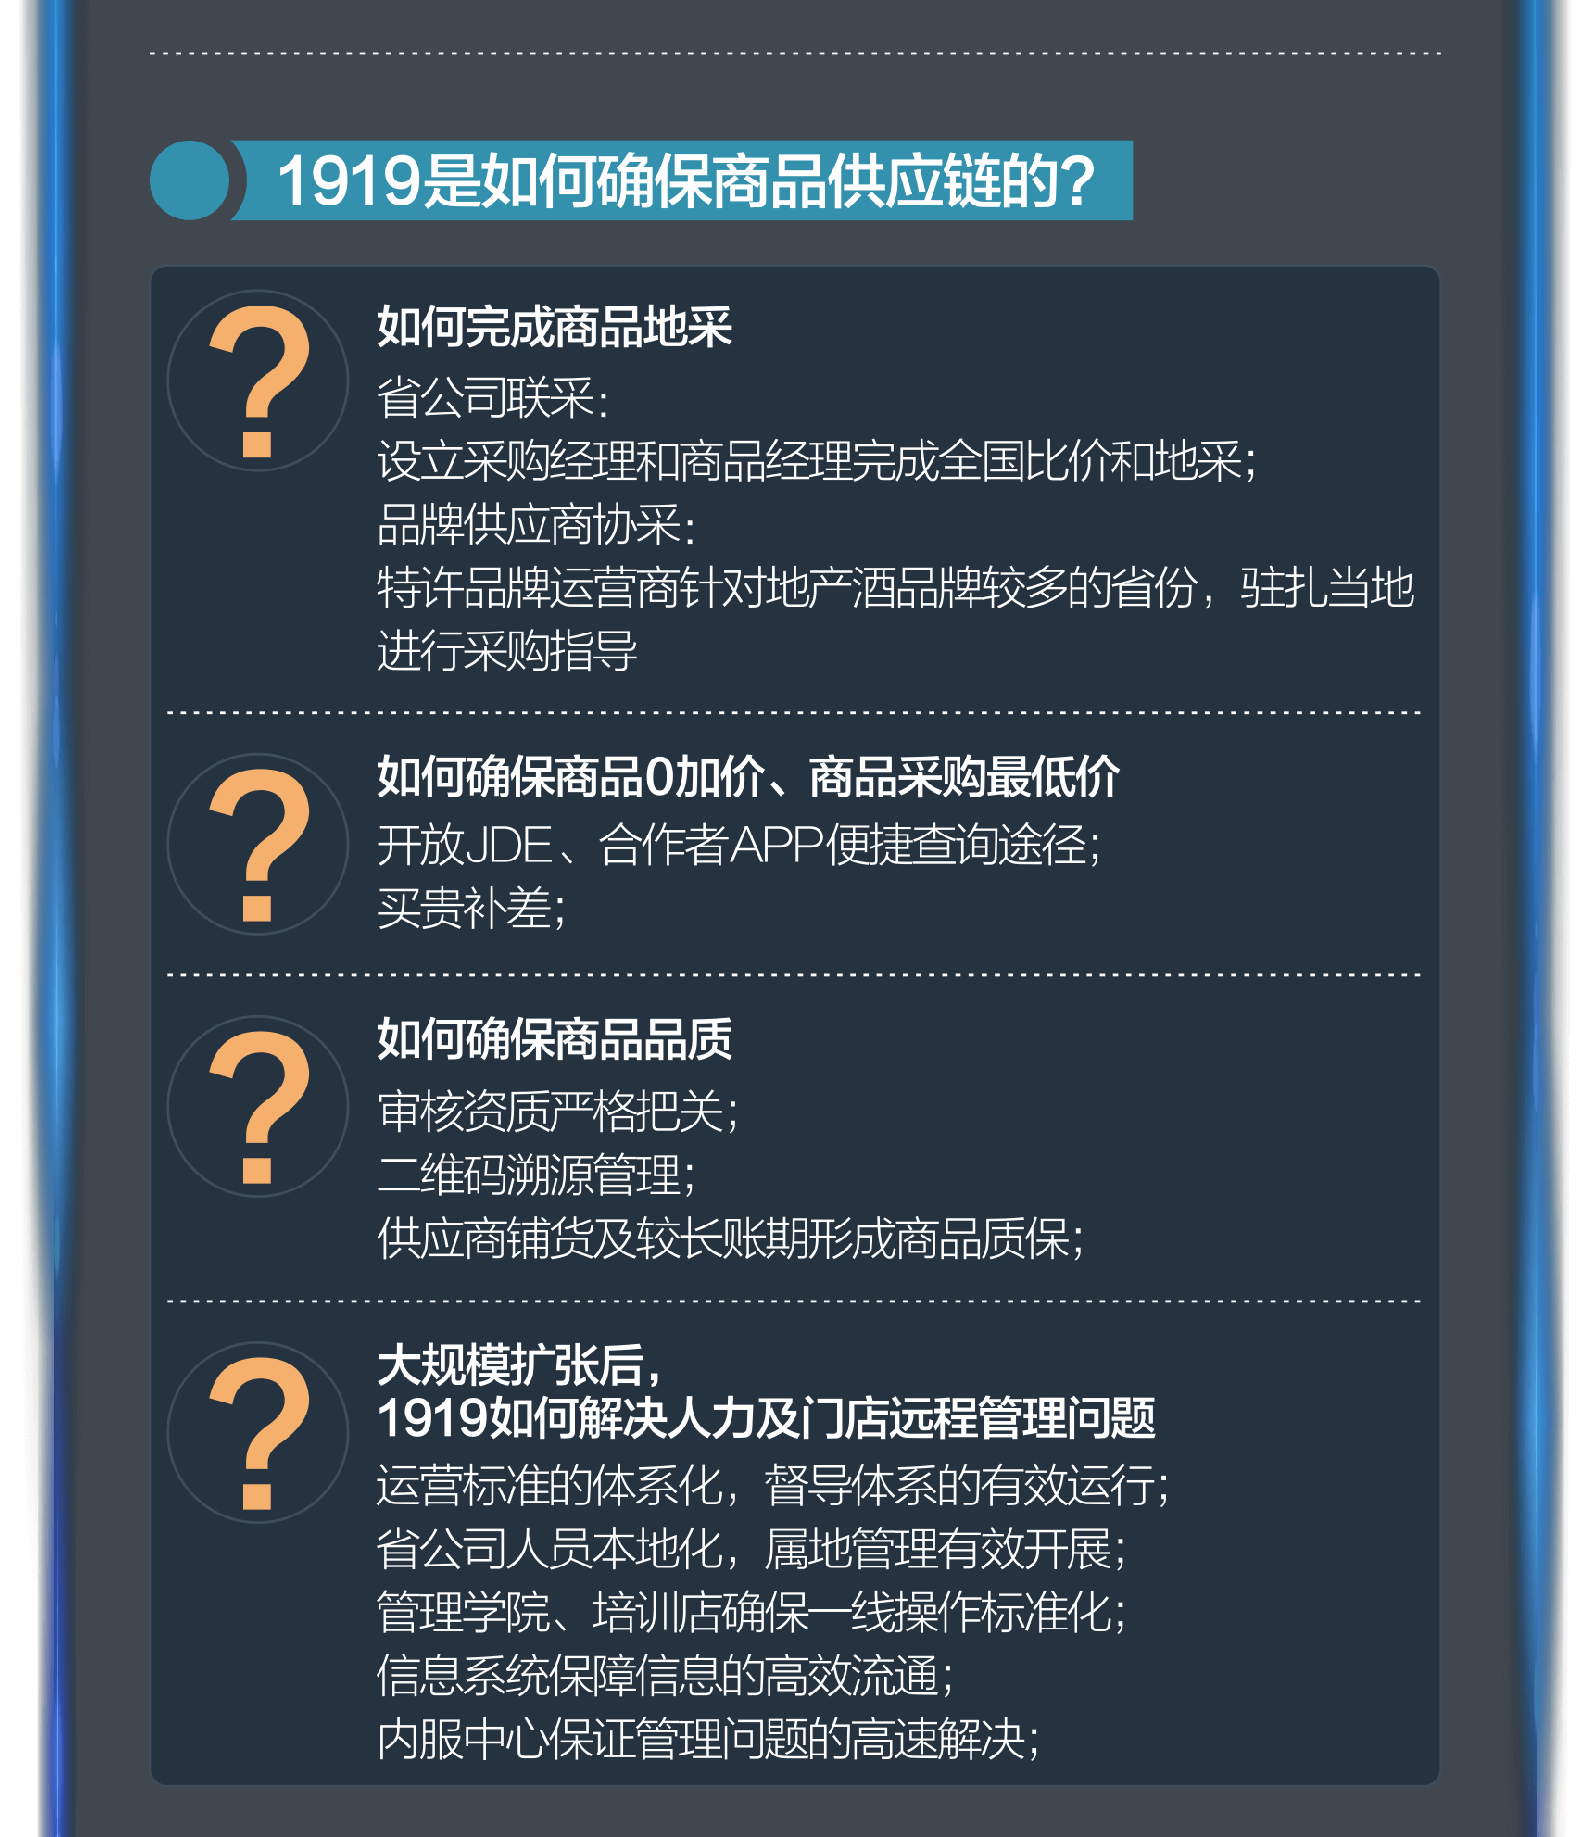 1919是如何确保商品供应链的?
如何完成商品地采
省公司联采:
设立采购经理和商品经理完成全国比价和地采;
品牌供应商协采:
特许品牌运营商针对地产酒品牌较多的省份，驻扎当地
进行采购指导
如何确保商品0加价、商品采购最低价
开放JDE、合作者APP便捷查询途径;
买贵补差;
如何确保商品品质
审核资质严格把关;
二维码溯源管理;
供应商铺货及较长账期形成商品质保;
大规模扩张后，
1919如何解决人力及门店远程管理问题
运营标准的体系化，督导体系的有效运行;
省公司人员本地化，属地管理有效开展;
管理学院、培训店确保一线操作标准化;
信息系统保障信息的高效流通;
内服中心保证管理问题的高速解决;